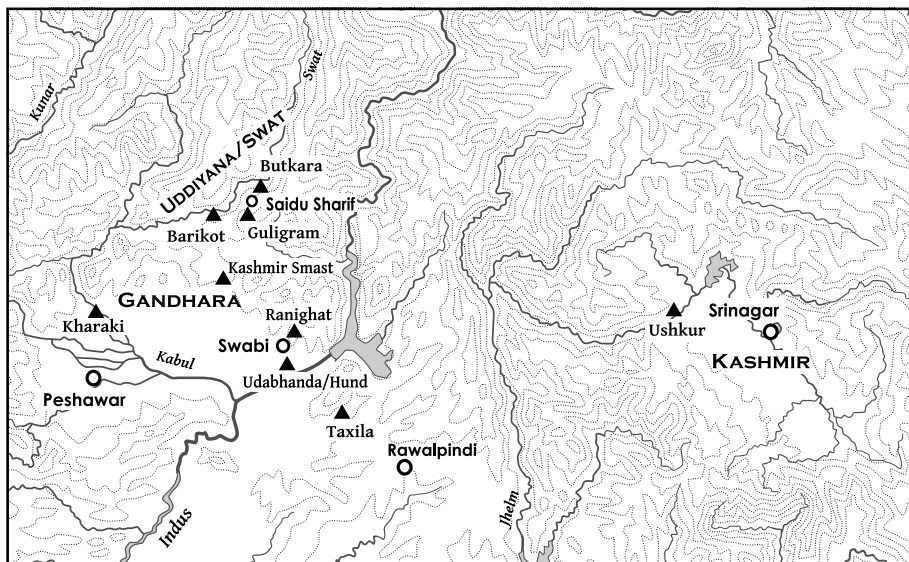 Kunar
Swat
UDDIYANA/SWAT
Butkara
Saidu Sharif
Barikot
Guligram
Kashmir Smast
GANDHARA
Kharaki
Ranighat
Swabi
Kabul
Udabhanda/Hund
Peshawar
Taxila
Rawalpindi
Indus
Jhelm
Ushkur
Srinagar
KASHMIR